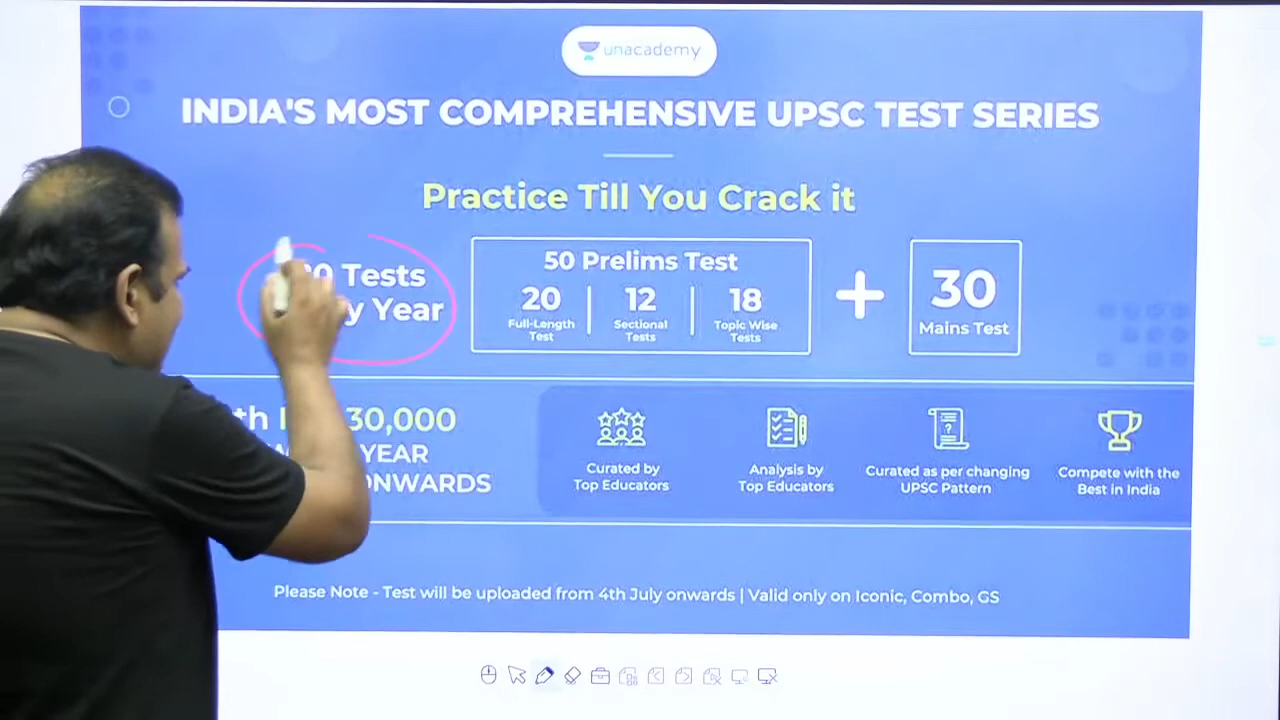 unacademy
INDIA'S MOST COMPREHENSIVE UPSC TEST SERIES
Practice Till You Crack it
Tests
Year
50 Prelims Test
20
Full-Length
Test
12
Sectional
Tests
18
Topic Wise
Tests
30
Mains Test
30,000
YEAR
ONWARDS
Curated by
Top Educators
Analysis by
Top Educators
Curated as per changing
UPSC Pattern
Compete with the
Best in India
Please Note - Test will be uploaded from 4th July onwards | Valid only on Iconic, Combo, GS